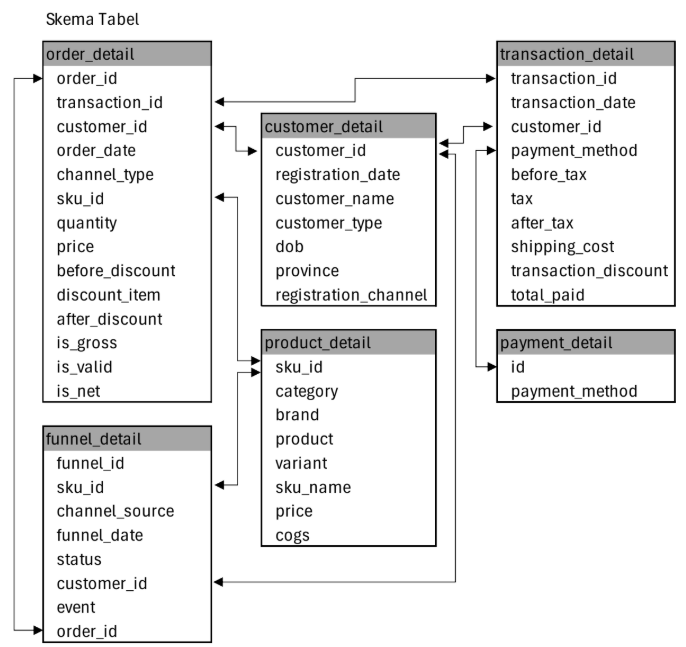 Skema Tabel
order_detail
order_id
transaction_id
customer_id
order_date
channel_type
sku_id
quantity
price
before_discount
discount_item
after_discount
is_gross
is_valid
is_net
funnel_detail
funnel_id
sku_id
channel_source
funnel_date
status
customer_id
event
order_id
customer_detail
customer_id
registration_date
customer_name
customer_type
dob
province
registration_channel
product_detail
sku_id
category
brand
product
variant
sku_name
price
cogs
transaction_detail
transaction_id
transaction_date
customer_id
payment_method
before_tax
tax
after_tax
shipping_cost
transaction_discount
total_paid
payment_detail
id
payment_method